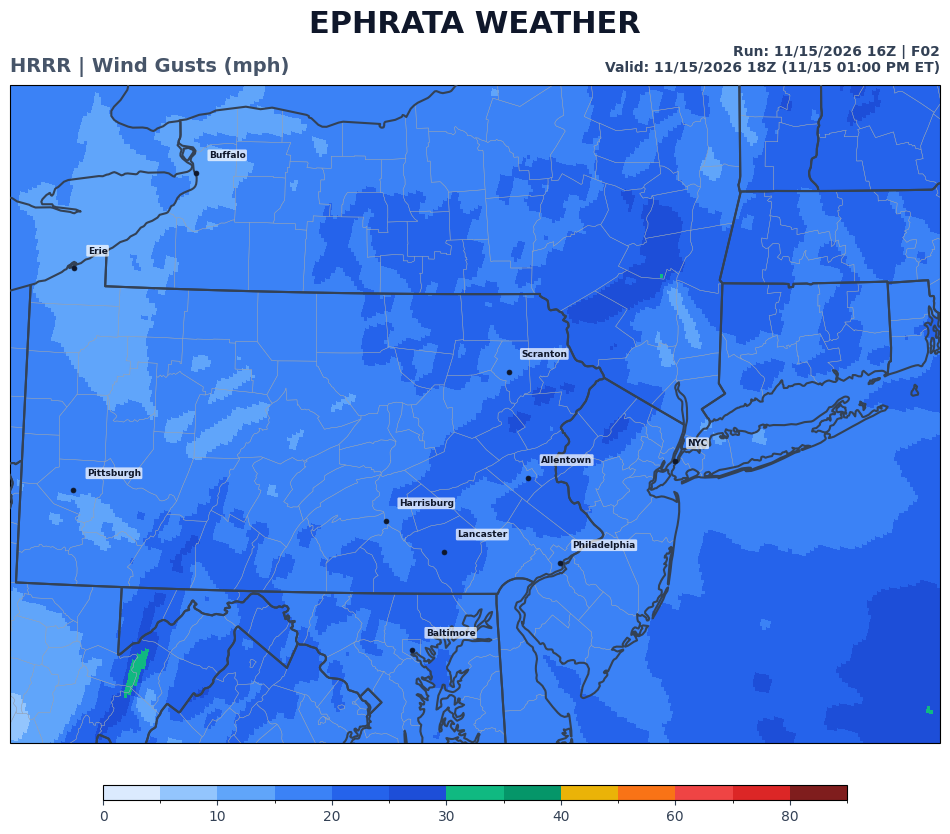 EPHRATA WEATHER
HRRR | Wind Gusts (mph)
Run: 11/15/2026 16Z | F02
Valid: 11/15/2026 18Z (11/15 01:00 PM ET)
Buffalo
Erie
Scranton
NYC
Allentown
Pittsburgh
Harrisburg
Lancaster
Philadelphia
Baltimore
0 10 20 30 40 60 80